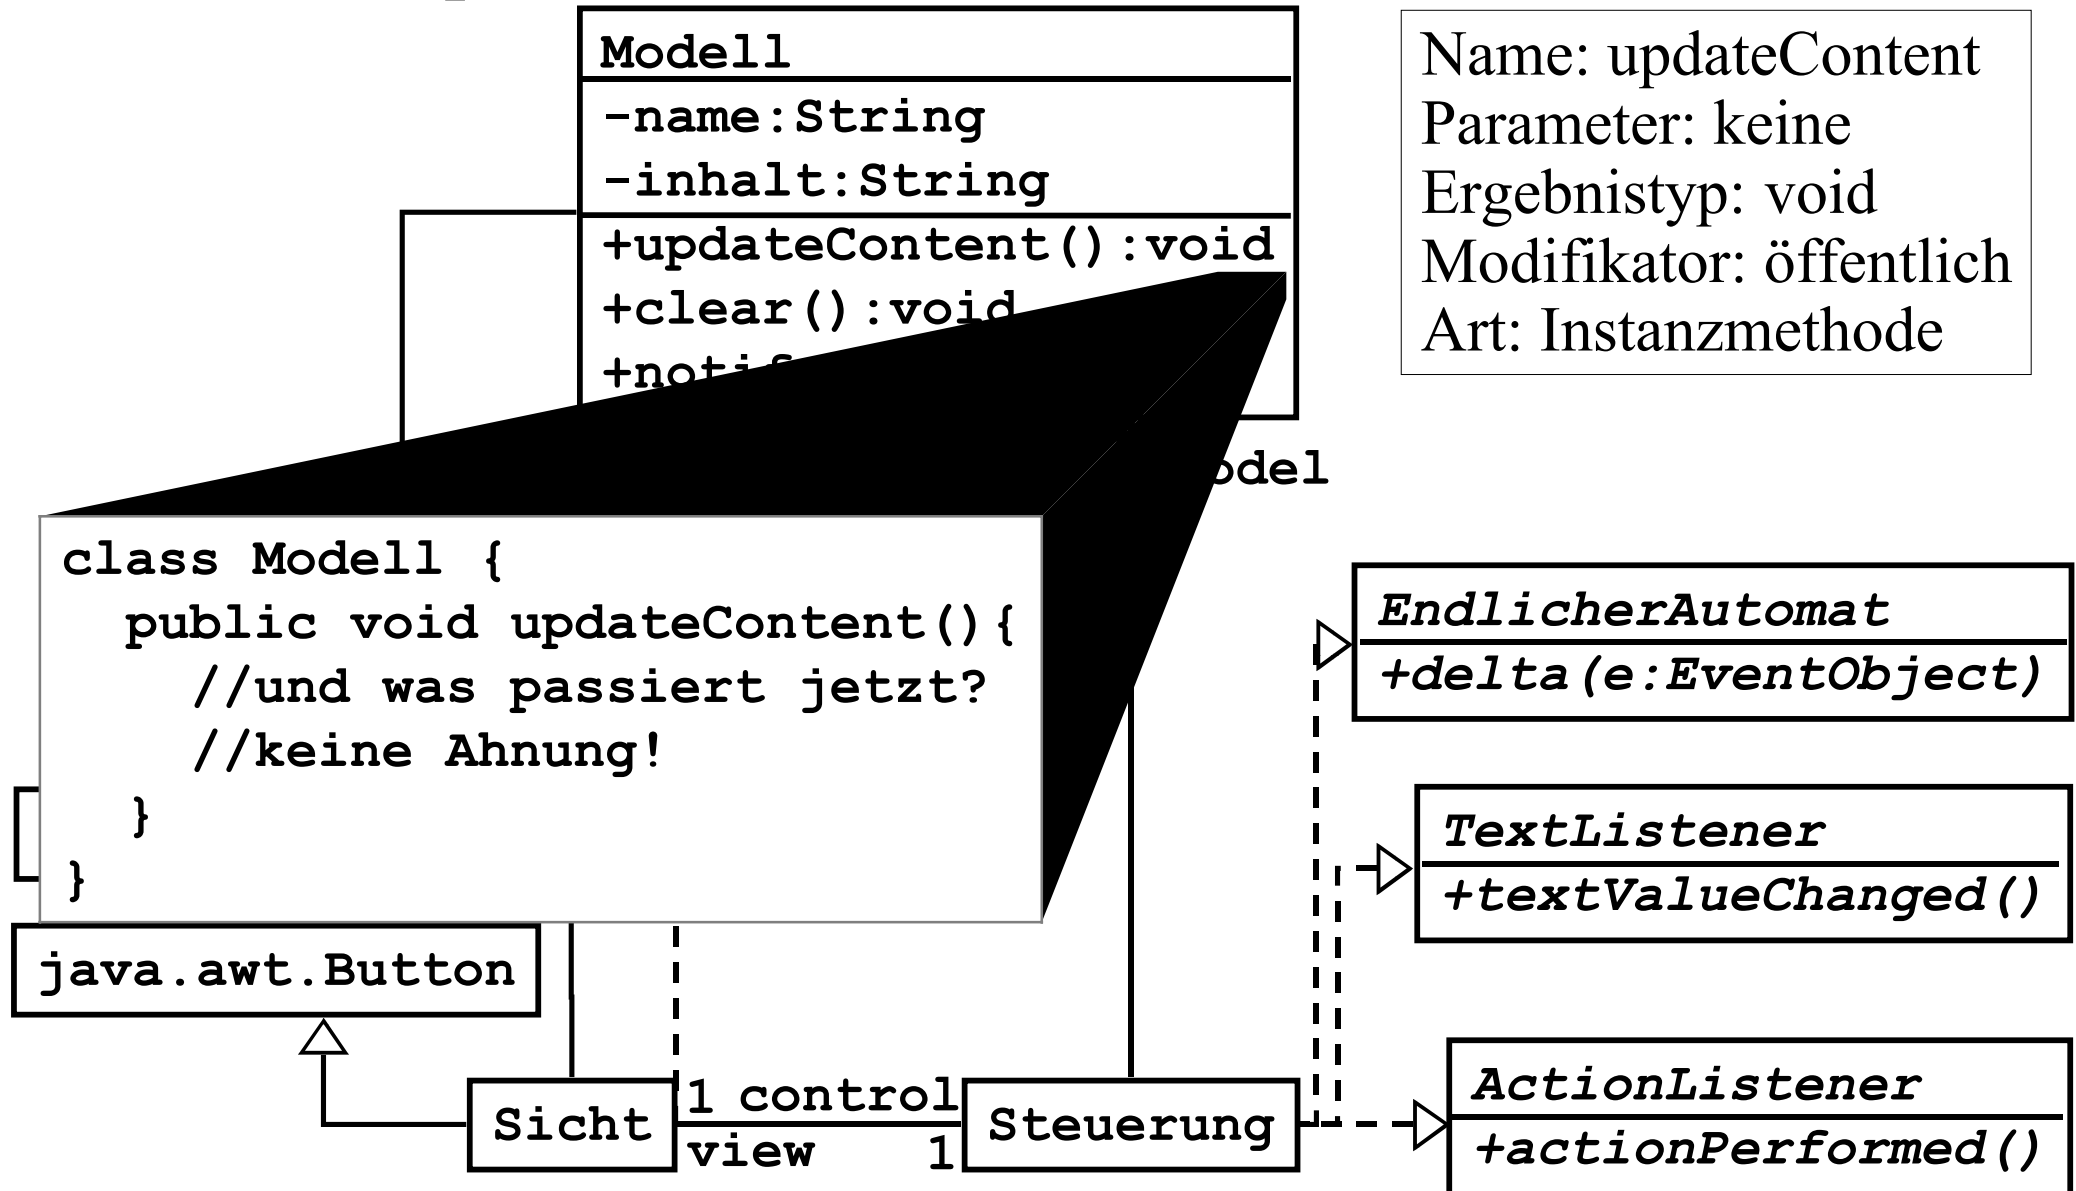 Modell
-name:String
-inhalt:String
+updateContent():void
+clear():void
Name: updateContent
Parameter: keine
Ergebnistyp: void
Modifikator: öffentlich
Art: Instanzmethode
class Modell {
public void updateContent(){
//und was passiert jetzt?
//keine Ahnung!
}
}
EndlicherAutomat
+delta(e:EventObject)
TextListener
+textValueChanged()
java.awt.Button
Sicht
1 control
view 1
Steuerung
ActionListener
+actionPerformed()